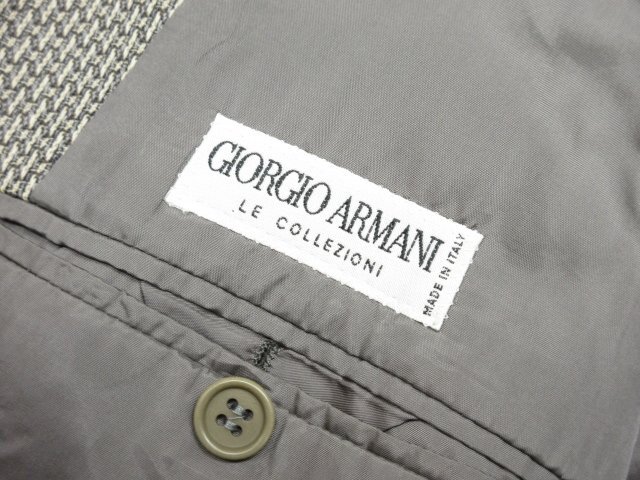 GIORGIO ARMANI
LE COLLEZIONI
MADE IN ITALY